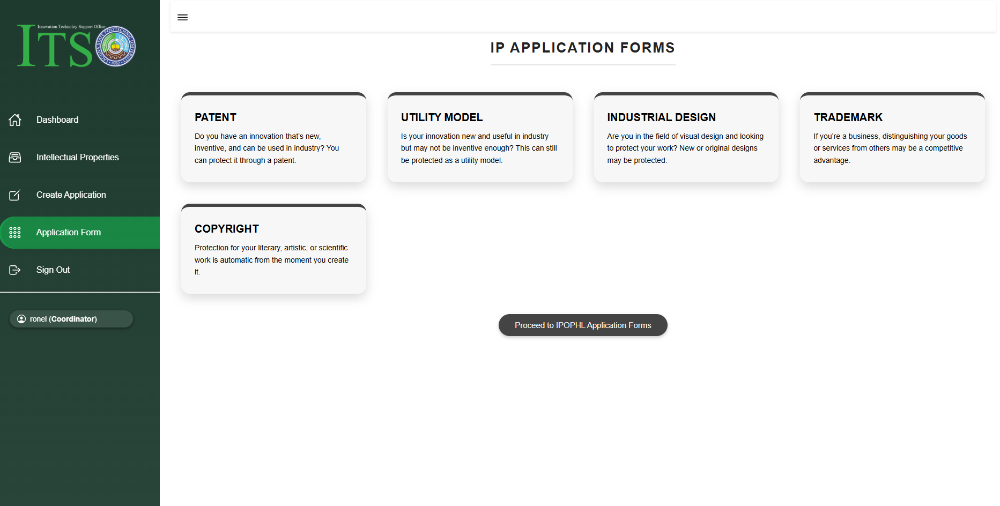 Innovation Technoloy Support Office
ITSO
LAGUNA STATE POLYTECHNIC UNIVERSITY
1952
Dashboard
Intellectual Properties
Create Application
Application Form
Sign Out
ronel (Coordinator)
IP APPLICATION FORMS
PATENT
Do you have an innovation that's new,
inventive, and can be used in industry? You
can protect it through a patent.
UTILITY MODEL
Is your innovation new and useful in industry
but may not be inventive enough? This can still
be protected as a utility model.
INDUSTRIAL DESIGN
Are you in the field of visual design and looking
to protect your work? New or original designs
may be protected.
TRADEMARK
If you’re a business, distinguishing your goods
or services from others may be a competitive
advantage.
COPYRIGHT
Protection for your literary, artistic, or scientific
work is automatic from the moment you create
it.
Proceed to IPOPHL Application Forms